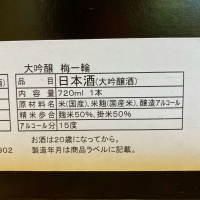 大吟醸 梅一輪
品目 日本酒(大吟醸酒)
内容量 720ml 1本
原材料名 米(国産)、米麹(国産米)、醸造アルコール
精米歩合 麹米50%、掛米50%
アルコール分 15度
お酒は20歳になってから。
製造年月は商品ラベルに記載。
902